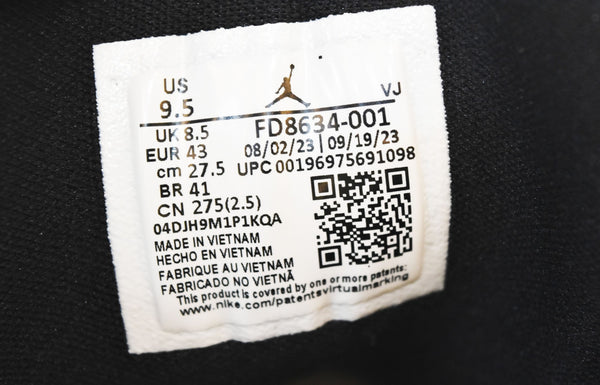 US
9.5
VJ
UK 8.5
FD8634-001
EUR 43
08/02/23 | 09/19/23
cm 27.5
UPC 00196975691098
BR 41
CN 275(2.5)
04DJH9M1P1KQA
MADE IN VIETNAM
HECHO EN VIETNAM
FABRIQUE AU VIETNAM
FABRICADO NO VIETNÃ
This product is covered by one or more patents:
www.nike.com/patentsvirtualmarking